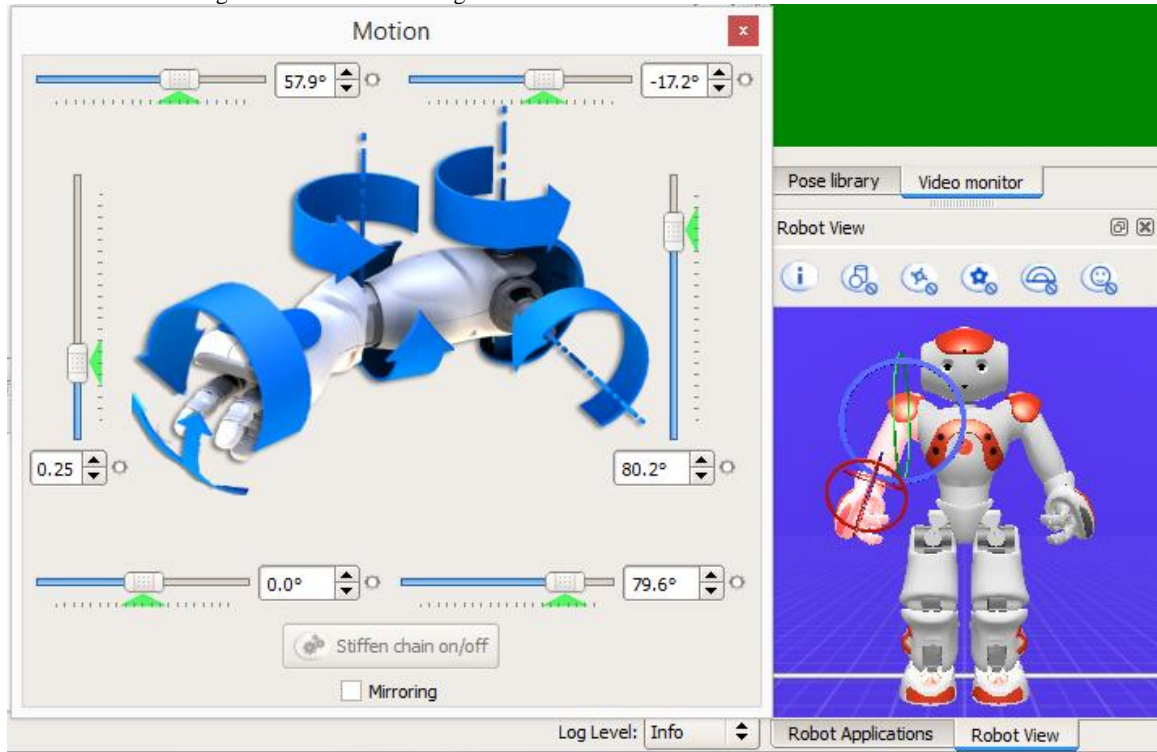 Motion
x
57.9°
-17.2°
Pose library
Video monitor
Robot View
i
0.25
80.2°
0.0°
79.6°
Stiffen chain on/off
Mirroring
Log Level: Info
Robot Applications
Robot View